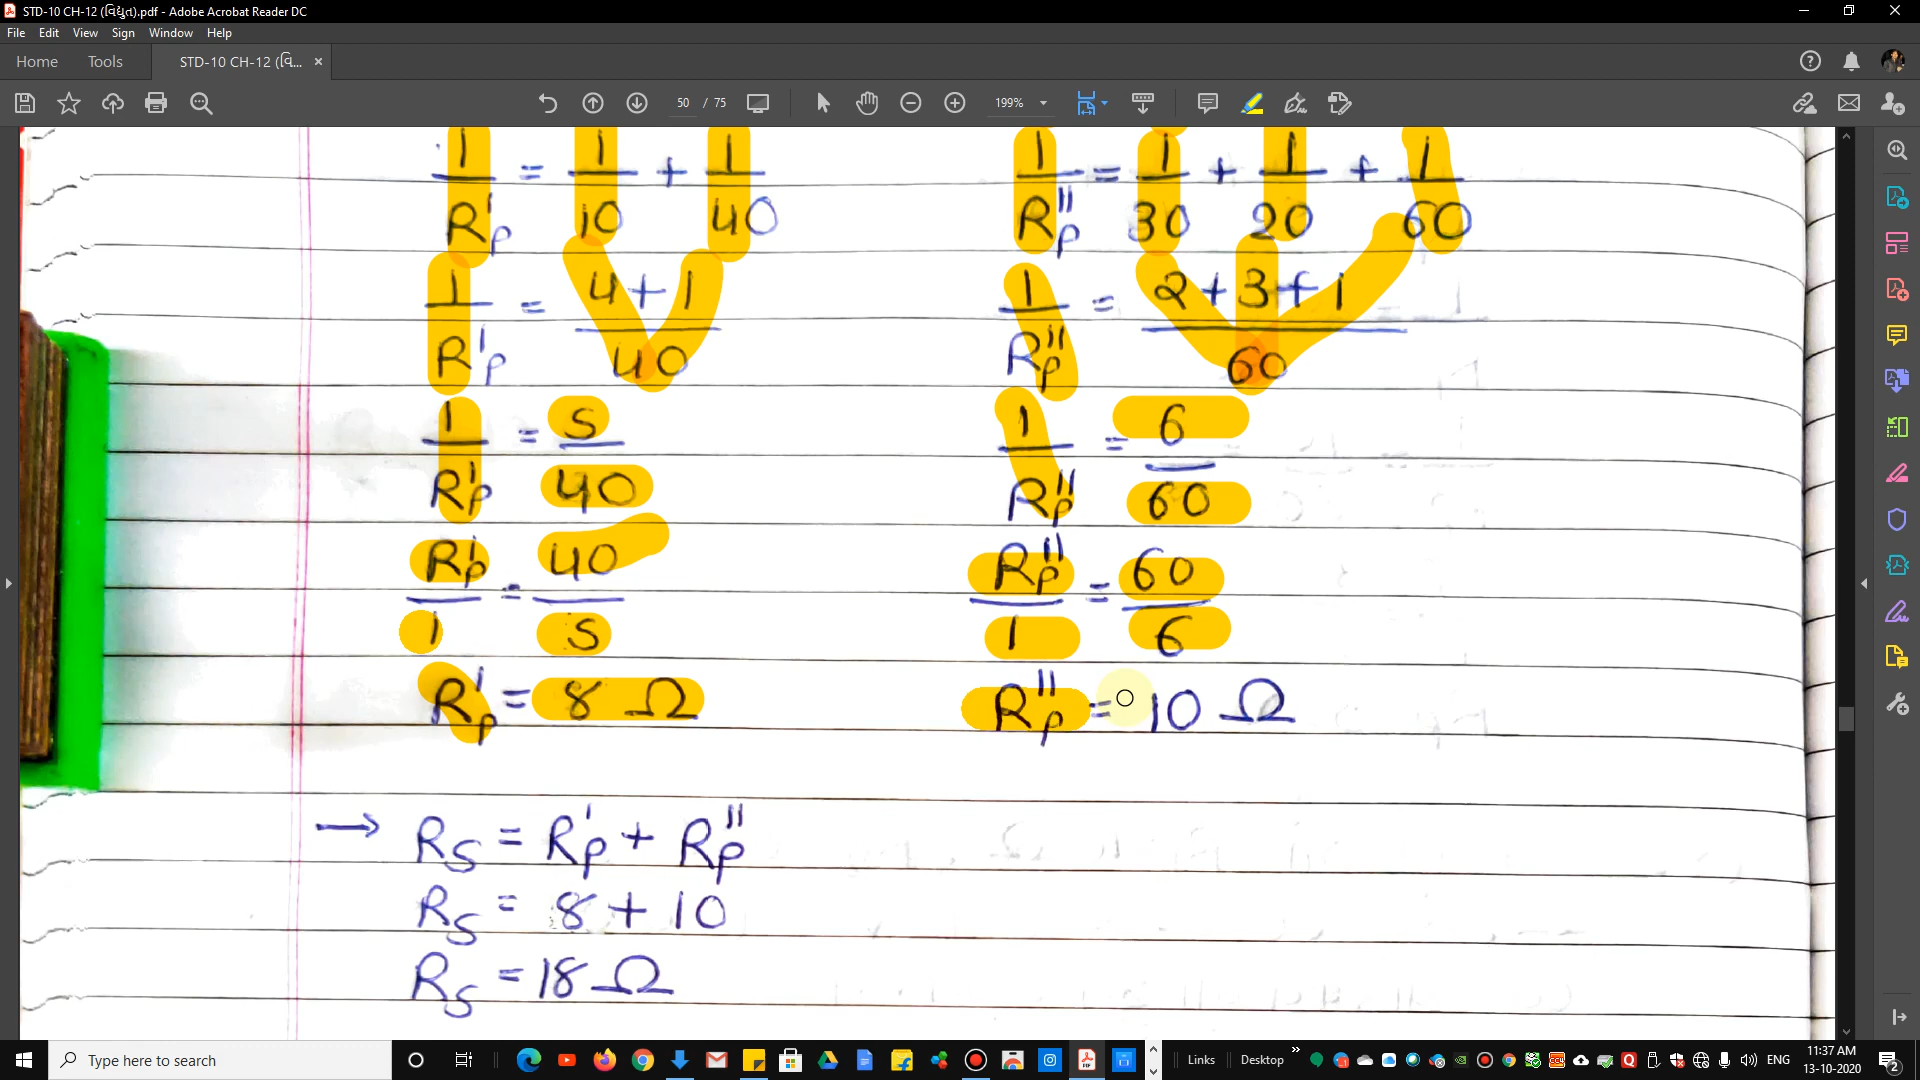 STD-10 CH-12 (વિદ્યુત).pdf - Adobe Acrobat Reader DC
File Edit View Sign Window Help
Home Tools STD-10 CH-12 (વિ... ×
50 / 75 199%
1/R'p = 1/10 + 1/40
1/R'p = 4+1/40
1/R'p = 5/40
R'p/1 = 40/5
R'p = 8 Ω
1/R"p = 1/30 + 1/20 + 1/60
1/R"p = 2+3+1/60
1/R"p = 6/60
R"p/1 = 60/6
R"p = 10 Ω
→ RS = R'p + R"p
RS = 8 + 10
RS = 18 Ω
Type here to search
Links Desktop » ENG
11:37 AM
13-10-2020
2